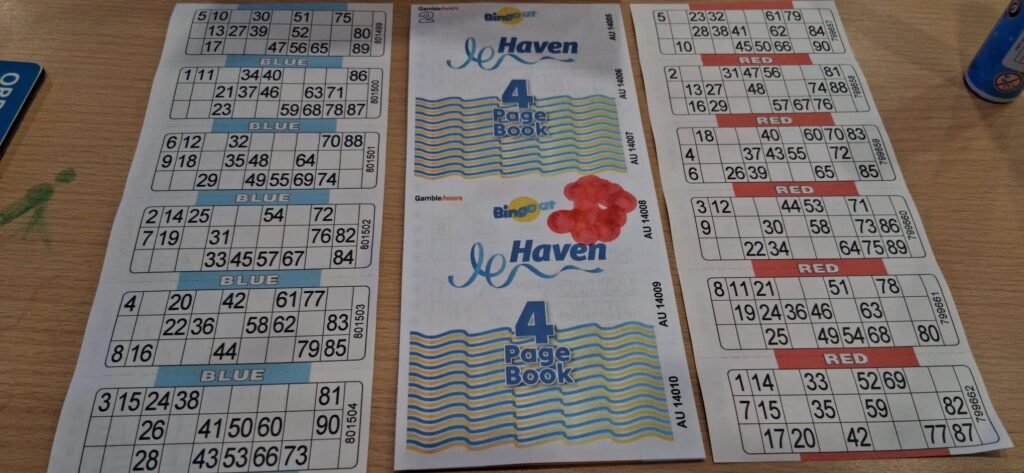 5 10 30 51 75
13 27 39 52 80
17 47 56 65 89
801499
BLUE
1 11 34 40 86
21 37 46 63 71
23 59 68 78 87
801500
BLUE
6 12 32 70 88
9 18 35 48 64
29 49 55 69 74
801501
BLUE
2 14 25 54 72
7 19 31 76 82
33 45 57 67 84
801502
BLUE
4 20 42 61 77
22 36 58 62 83
8 16 44 79 85
801503
BLUE
3 15 24 38 81
26 41 50 60 90
28 43 53 66 73
801504
GambleAware
2
Bingo at
Haven
4
Page
Book
AU 14005
AU 14006
AU 14007
GambleAware
Bingo at
Haven
4
Page
Book
AU 14008
AU 14009
AU 14010
5 23 32 61 79
28 38 41 62 84
10 45 50 66 90
799657
RED
2 31 47 56 81
13 27 48 74 88
16 29 57 67 76
799658
RED
18 40 60 70 83
4 37 43 55 72
6 26 39 65 85
799659
RED
3 12 44 53 71
9 30 58 73 86
22 34 64 75 89
799660
RED
8 11 21 51 78
19 24 36 46 63
25 49 54 68 80
799661
RED
1 14 33 52 69
7 15 35 59 82
17 20 42 77 87
799662